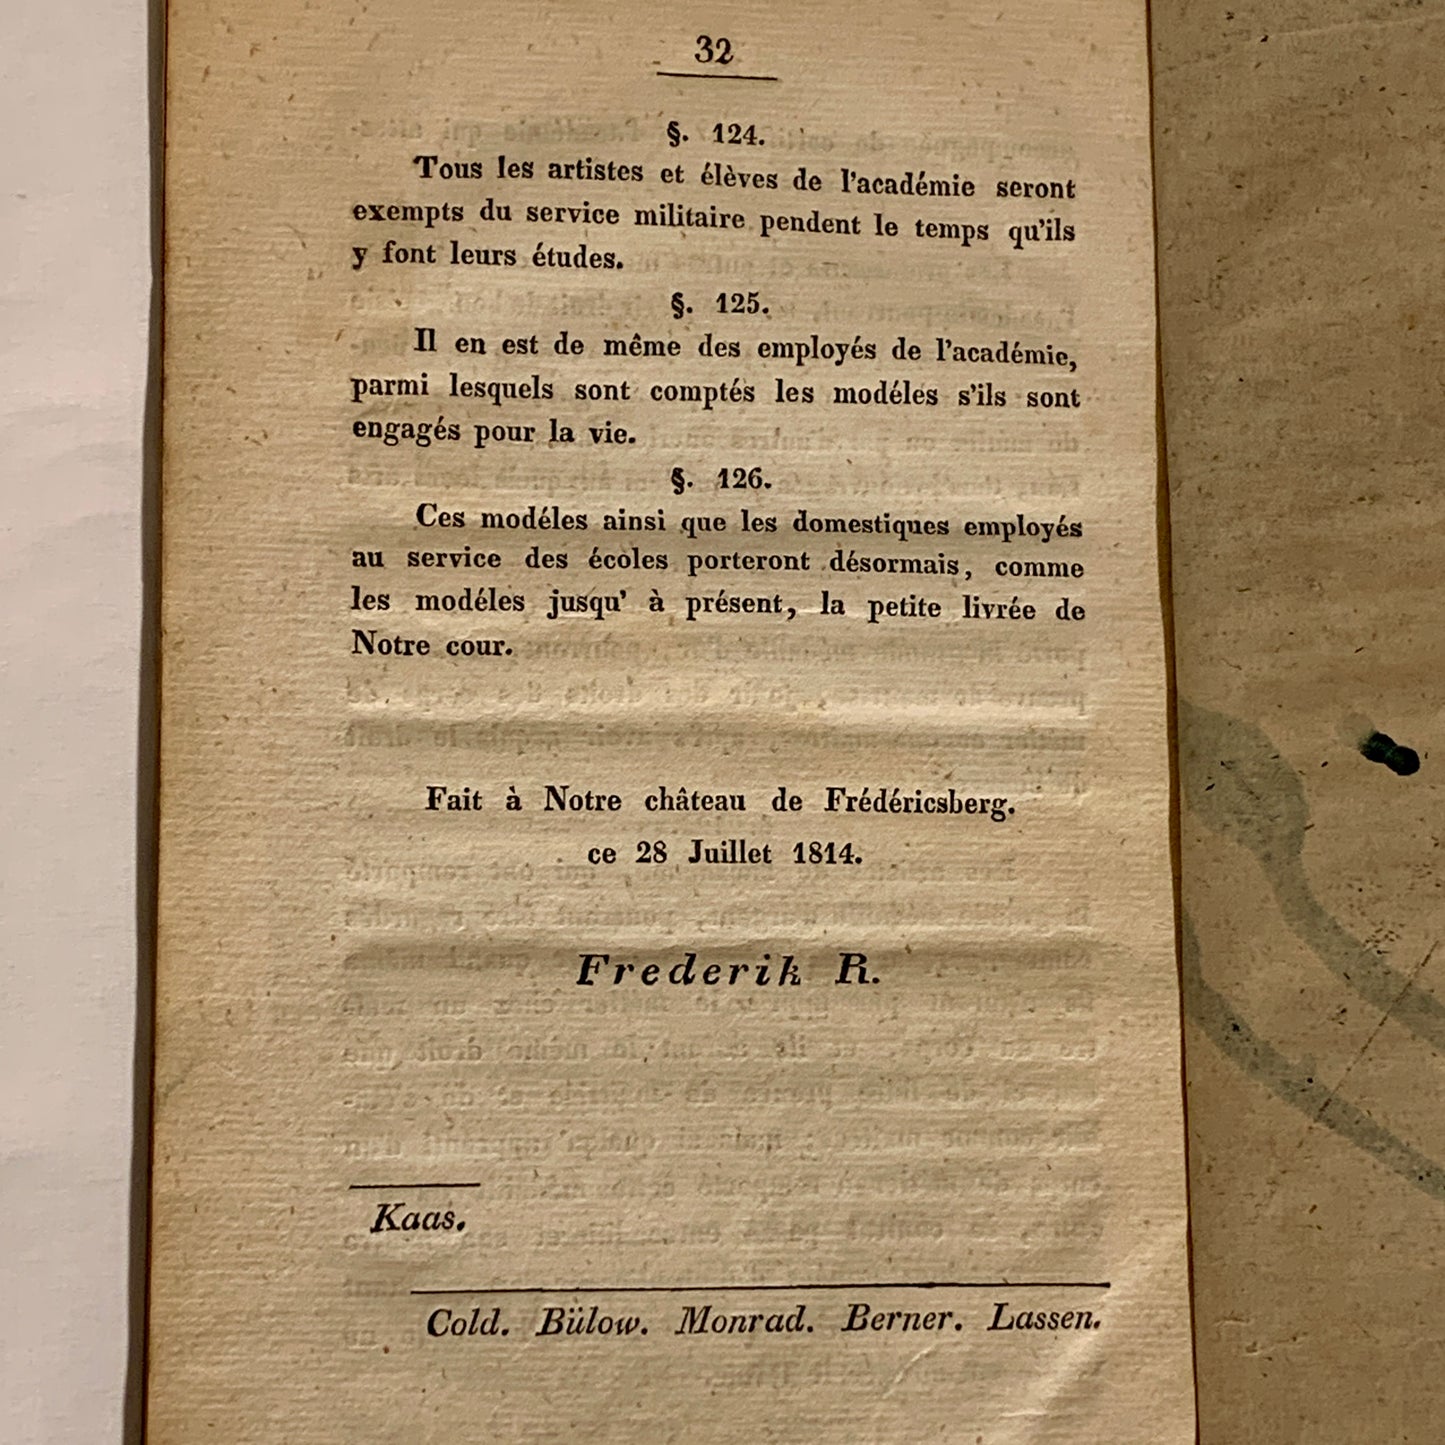 32
§. 124.
Tous les artistes et élèves de l'académie seront
exempts du service militaire pendent le temps qu'ils
y font leurs études.
§. 125.
Il en est de même des employés de l'académie,
parmi lesquels sont comptés les modéles s'ils sont
engagés pour la vie.
§. 126.
Ces modéles ainsi que les domestiques employés
au service des écoles porteront désormais, comme
les modéles jusqu' à présent, la petite livrée de
Notre cour.
Fait à Notre château de Frédéricsberg.
ce 28 Juillet 1814.
Frederik R.
Kaas.
Cold. Bülow. Monrad. Berner. Lassen.